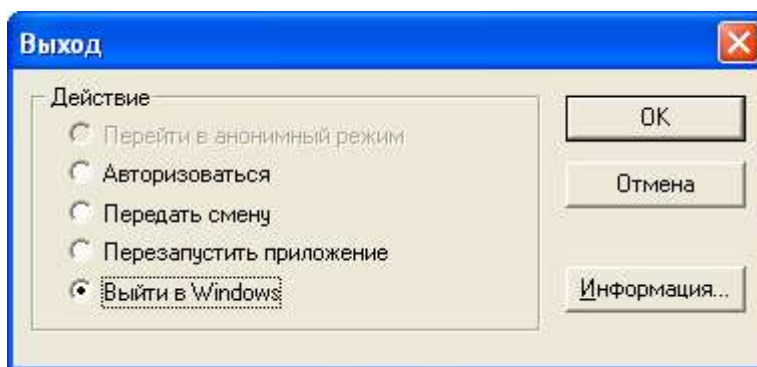 Выход
Действие
Перейти в анонимный режим
Авторизоваться
Передать смену
Перезапустить приложение
Выйти в Windows
OK
Отмена
Информация...